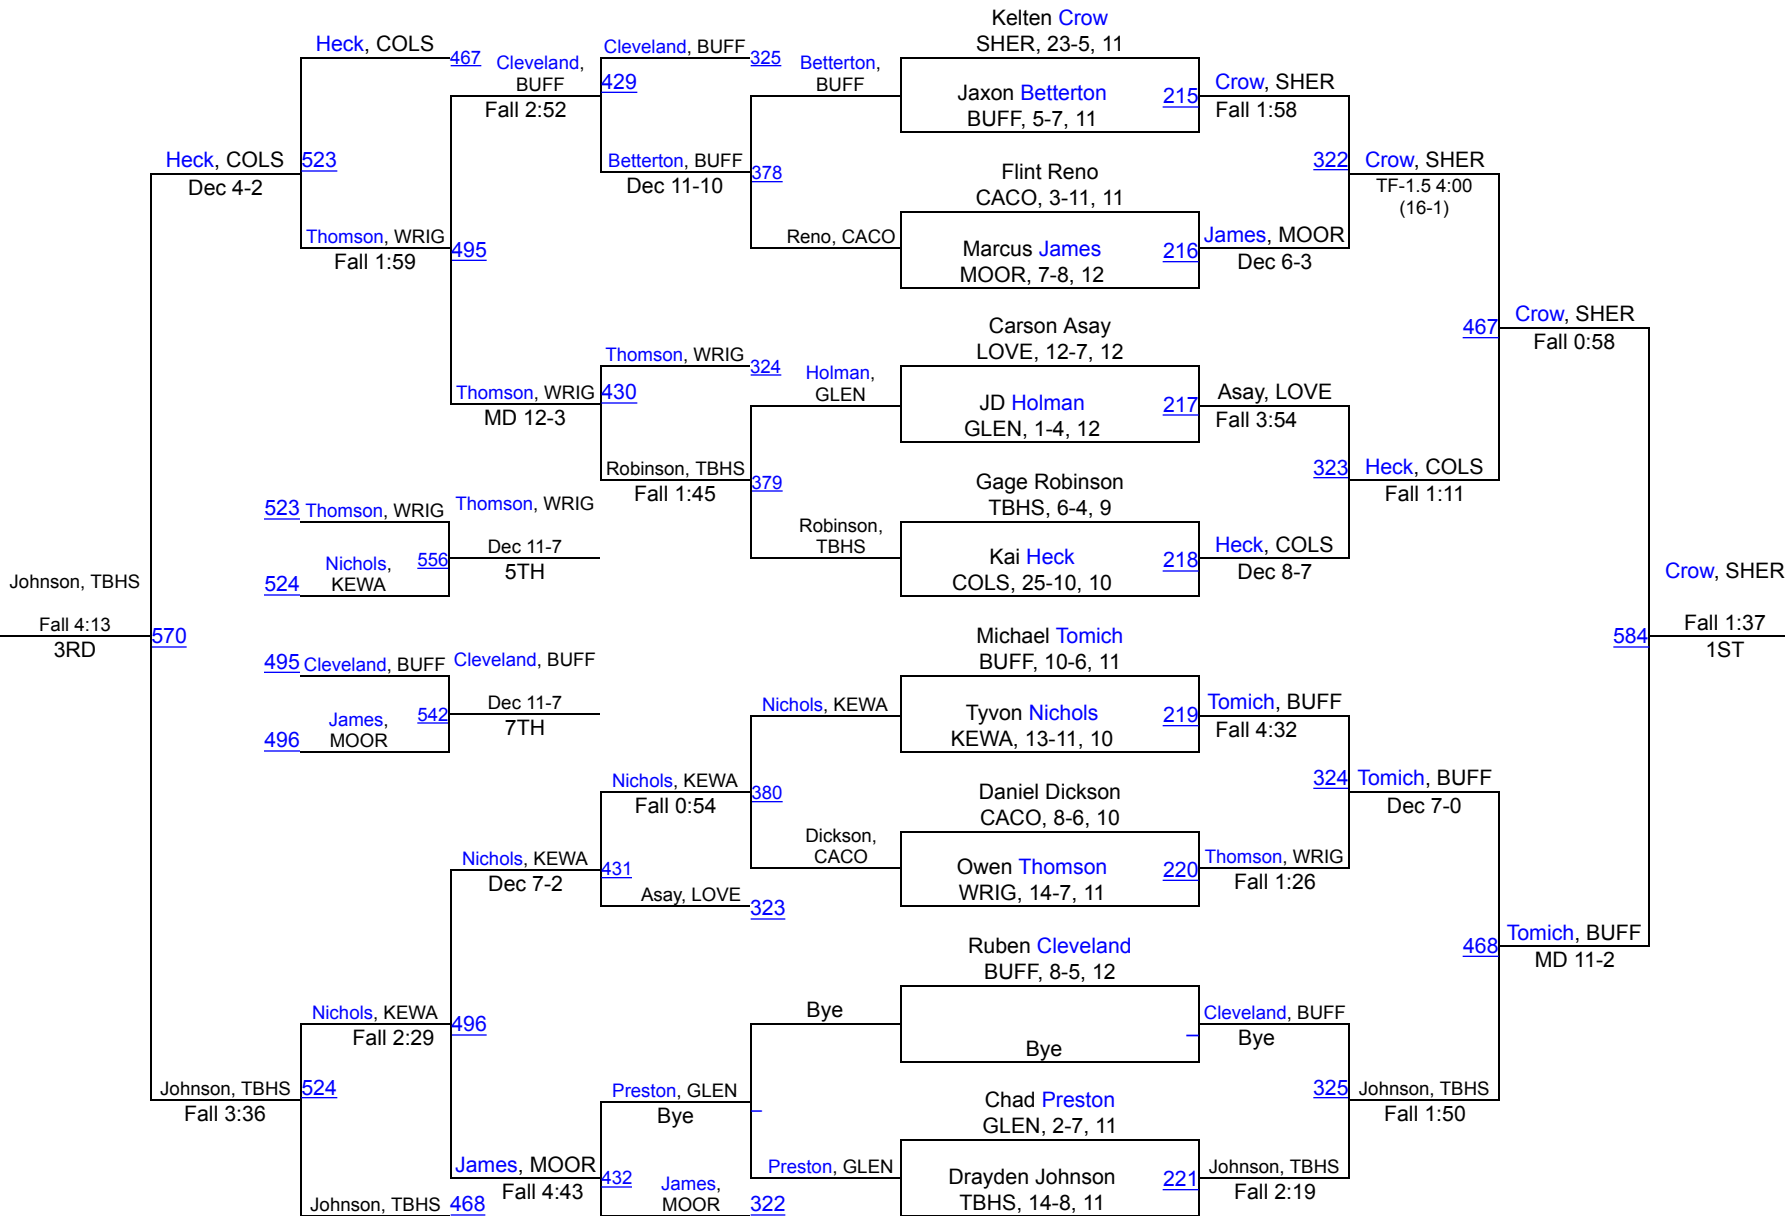 Kelten Crow
SHER, 23-5, 11
Heck, COLS
467
Cleveland,
BUFF
Fall 2:52
Cleveland, BUFF
325
429
Betterton,
BUFF
Jaxon Betterton
BUFF, 5-7, 11
215
Crow, SHER
Fall 1:58
Heck, COLS
Dec 4-2
523
Betterton, BUFF
Dec 11-10
378
Flint Reno
CACO, 3-11, 11
322
Crow, SHER
TF-1.5 4:00
(16-1)
Thomson, WRIG
Fall 1:59
495
Reno, CACO
Marcus James
MOOR, 7-8, 12
216
James, MOOR
Dec 6-3
Carson Asay
LOVE, 12-7, 12
467
Crow, SHER
Fall 0:58
Thomson, WRIG
324
Thomson, WRIG
MD 12-3
430
Holman,
GLEN
JD Holman
GLEN, 1-4, 12
217
Asay, LOVE
Fall 3:54
Robinson, TBHS
Fall 1:45
379
Gage Robinson
TBHS, 6-4, 9
323
Heck, COLS
Fall 1:11
523
Thomson, WRIG
Thomson, WRIG
Robinson,
TBHS
Nichols,
KEWA
524
556
Dec 11-7
5TH
Kai Heck
COLS, 25-10, 10
218
Heck, COLS
Dec 8-7
Johnson, TBHS
Fall 4:13
3RD
570
Crow, SHER
Fall 1:37
1ST
584
Michael Tomich
BUFF, 10-6, 11
495
Cleveland, BUFF
Cleveland, BUFF
James,
MOOR
496
542
Dec 11-7
7TH
Nichols, KEWA
Tyvon Nichols
KEWA, 13-11, 10
219
Tomich, BUFF
Fall 4:32
Nichols, KEWA
Fall 0:54
380
Daniel Dickson
CACO, 8-6, 10
324
Tomich, BUFF
Dec 7-0
Nichols, KEWA
Dec 7-2
431
Dickson,
CACO
Owen Thomson
WRIG, 14-7, 11
220
Thomson, WRIG
Fall 1:26
Asay, LOVE
323
Ruben Cleveland
BUFF, 8-5, 12
468
Tomich, BUFF
MD 11-2
Nichols, KEWA
Fall 2:29
496
Bye
Bye
Cleveland, BUFF
Bye
Johnson, TBHS
Fall 3:36
524
Preston, GLEN
Bye
Chad Preston
GLEN, 2-7, 11
325
Johnson, TBHS
Fall 1:50
James, MOOR
Fall 4:43
432
Preston, GLEN
Drayden Johnson
TBHS, 14-8, 11
221
Johnson, TBHS
Fall 2:19
Johnson, TBHS
468
James,
MOOR
322